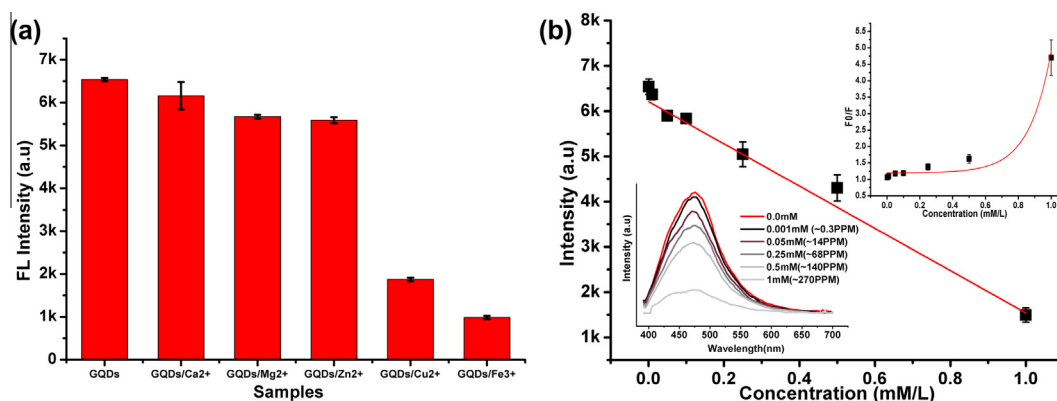 (a)
FL Intensity (a.u)
7k
6k
5k
4k
3k
2k
1k
0
GQDs
GQDs/Ca2+
GQDs/Mg2+
GQDs/Zn2+
GQDs/Cu2+
GQDs/Fe3+
Samples
(b)
Intensity (a.u)
8k
7k
6k
5k
4k
3k
2k
1k
0.0
0.2
0.4
0.6
0.8
1.0
Concentration (mM/L)
Intensity (a.u)
400
450
500
550
600
650
700
Wavelength(nm)
0.0mM
0.001mM (~0.3PPM)
0.05mM(~14PPM)
0.25mM(~68PPM)
0.5mM(~140PPM)
1mM(~270PPM)
F0/F
5.5
5.0
4.5
4.0
3.5
3.0
2.5
2.0
1.5
1.0
0.5
0.0
0.2
0.4
0.6
0.8
1.0
Concentration (mM/L)